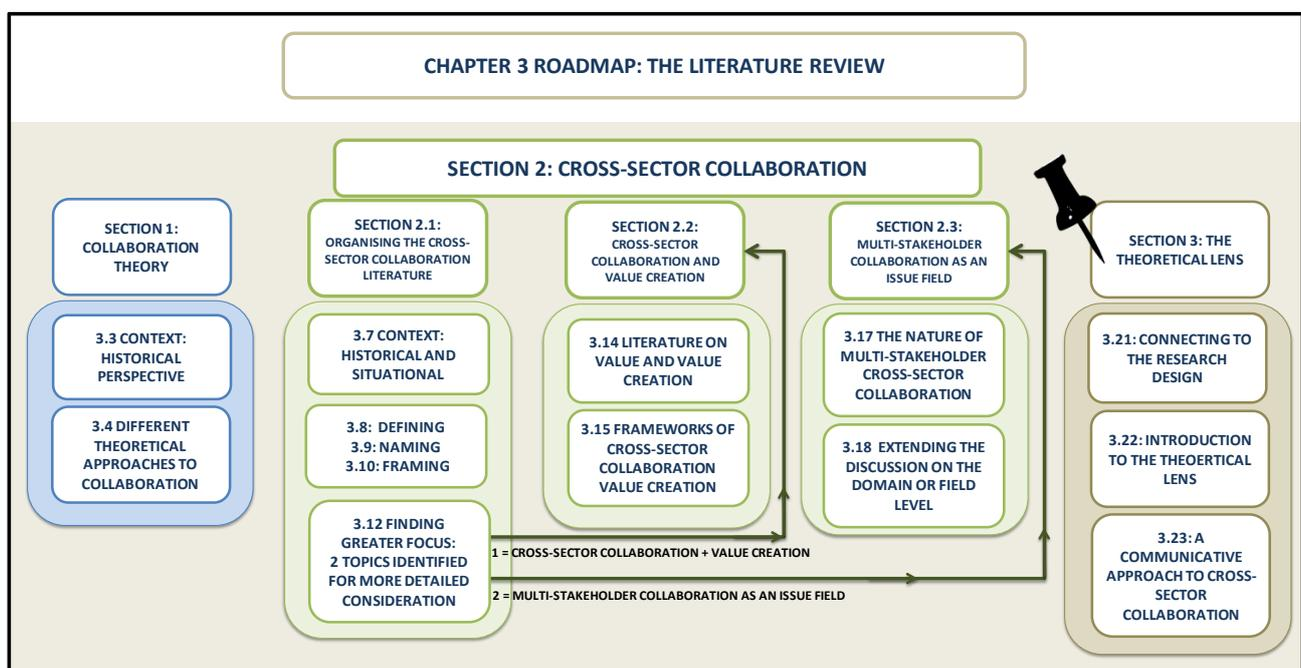 CHAPTER 3 ROADMAP: THE LITERATURE REVIEW
SECTION 2: CROSS-SECTOR COLLABORATION
SECTION 1:
COLLABORATION
THEORY
3.3 CONTEXT:
HISTORICAL
PERSPECTIVE
3.4 DIFFERENT
THEORETICAL
APPROACHES TO
COLLABORATION
SECTION 2.1:
ORGANISING THE CROSS-
SECTOR COLLABORATION
LITERATURE
3.7 CONTEXT:
HISTORICAL AND
SITUATIONAL
3.8: DEFINING
3.9: NAMING
3.10: FRAMING
3.12 FINDING
GREATER FOCUS:
2 TOPICS IDENTIFIED
FOR MORE DETAILED
CONSIDERATION
1 = CROSS-SECTOR COLLABORATION + VALUE CREATION
2 = MULTI-STAKEHOLDER COLLABORATION AS AN ISSUE FIELD
SECTION 2.2:
CROSS-SECTOR
COLLABORATION AND
VALUE CREATION
3.14 LITERATURE ON
VALUE AND VALUE
CREATION
3.15 FRAMEWORKS OF
CROSS-SECTOR
COLLABORATION
VALUE CREATION
SECTION 2.3:
MULTI-STAKEHOLDER
COLLABORATION AS AN
ISSUE FIELD
3.17 THE NATURE OF
MULTI-STAKEHOLDER
CROSS-SECTOR
COLLABORATION
3.18 EXTENDING THE
DISCUSSION ON THE
DOMAIN OR FIELD
LEVEL
SECTION 3: THE
THEORETICAL LENS
3.21: CONNECTING TO
THE RESEARCH
DESIGN
3.22: INTRODUCTION
TO THE THEOERTICAL
LENS
3.23: A
COMMUNICATIVE
APPROACH TO CROSS-
SECTOR
COLLABORATION